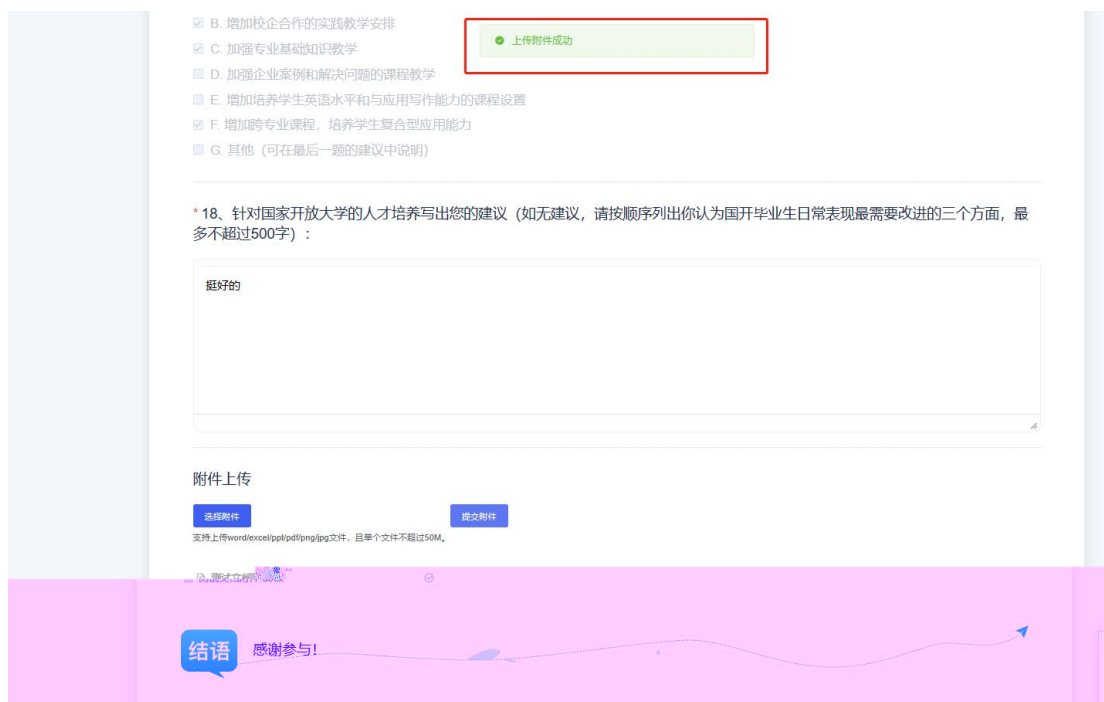 B. 增加校企合作的实践教学安排
上传附件成功
C. 加强专业基础知识教学
D. 加强企业案例和解决问题的课程教学
E. 增加培养学生英语水平和与应用写作能力的课程设置
F. 增加跨专业课程，培养学生复合型应用能力
G. 其他（可在最后一题的建议中说明）
* 18、针对国家开放大学的人才培养写出您的建议（如无建议，请按顺序列出你认为国开毕业生日常表现最需要改进的三个方面，最
多不超过500字）：
挺好的
附件上传
选择附件
提交附件
支持上传word/excel/ppt/pdf/png/jpg文件，且单个文件不超过50M。
结语
感谢参与！